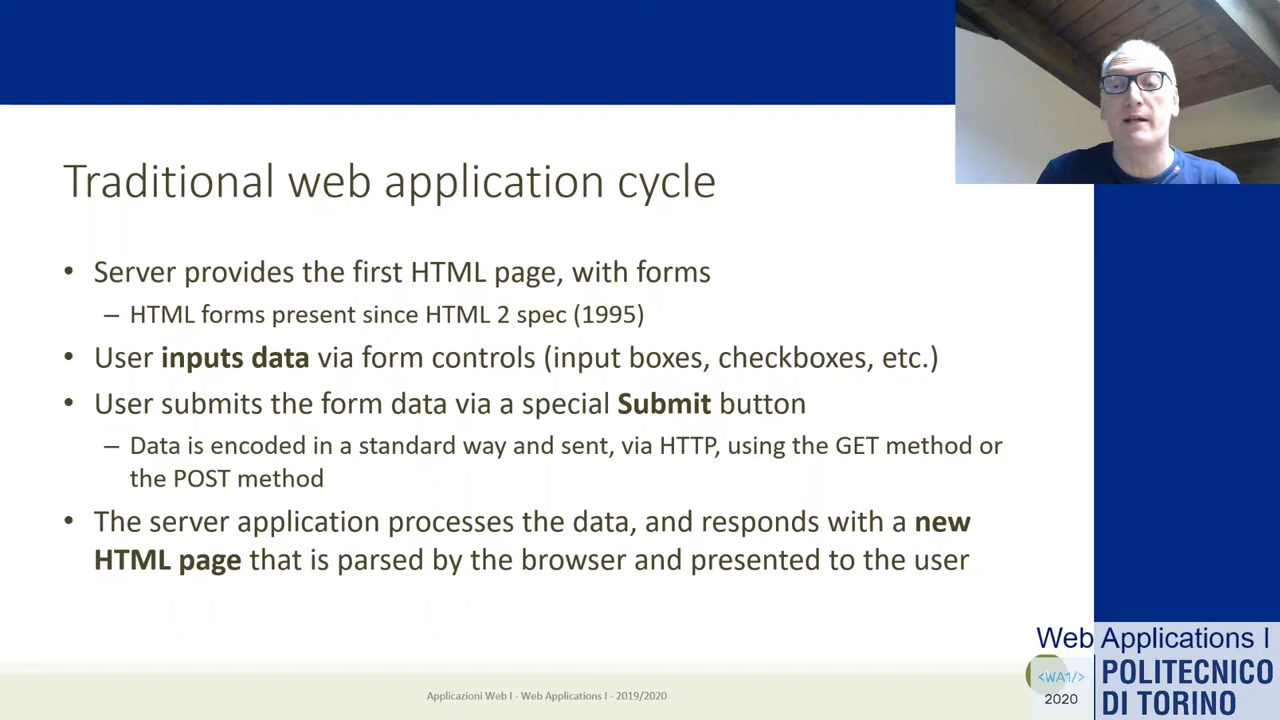 Traditional web application cycle
• Server provides the first HTML page, with forms
– HTML forms present since HTML 2 spec (1995)
• User inputs data via form controls (input boxes, checkboxes, etc.)
• User submits the form data via a special Submit button
– Data is encoded in a standard way and sent, via HTTP, using the GET method or
the POST method
• The server application processes the data, and responds with a new
HTML page that is parsed by the browser and presented to the user
Applicazioni Web I - Web Applications I - 2019/2020
Web Applications I
<WA1/>
2020
POLITECNICO
DI TORINO